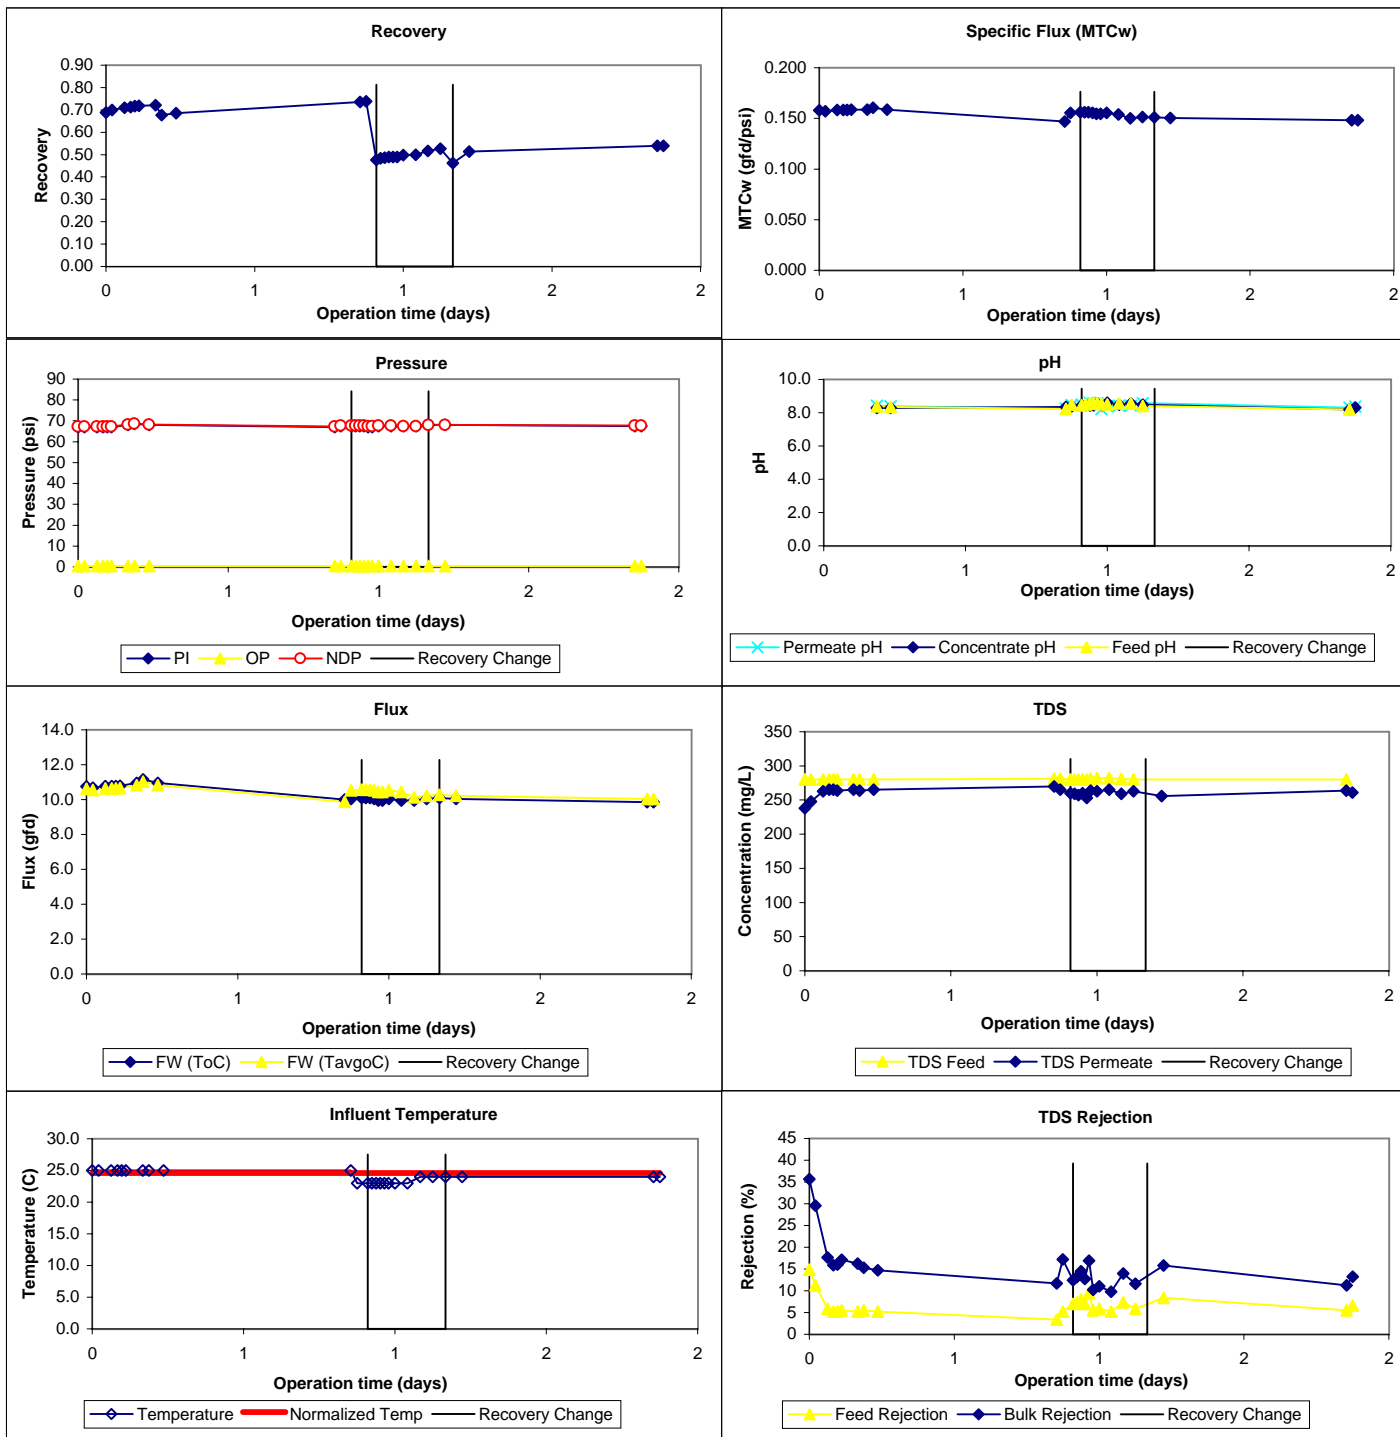 Recovery
Recovery
0.90
0.80
0.70
0.60
0.50
0.40
0.30
0.20
0.10
0.00
0 1 1 2 2
Operation time (days)
Specific Flux (MTCw)
MTCw (gfd/psi)
0.200
0.150
0.100
0.050
0.000
0 1 1 2 2
Operation time (days)
Pressure
Pressure (psi)
90
80
70
60
50
40
30
20
10
0
0 1 1 2
Operation time (days)
PI OP NDP Recovery Change
pH
pH
10.0
8.0
6.0
4.0
2.0
0.0
0 1 1 2 2
Operation time (days)
Permeate pH Concentrate pH Feed pH Recovery Change
Flux
Flux (gfd)
14.0
12.0
10.0
8.0
6.0
4.0
2.0
0.0
0 1 1 2 2
Operation time (days)
FW (ToC) FW (TavgoC) Recovery Change
TDS
Concentration (mg/L)
350
300
250
200
150
100
50
0
0 1 1 2 2
Operation time (days)
TDS Feed TDS Permeate Recovery Change
Influent Temperature
Temperature (C)
30.0
25.0
20.0
15.0
10.0
5.0
0.0
0 1 1 2 2
Operation time (days)
Temperature Normalized Temp Recovery Change
TDS Rejection
Rejection (%)
45
40
35
30
25
20
15
10
5
0
0 1 1 2 2
Operation time (days)
Feed Rejection Bulk Rejection Recovery Change